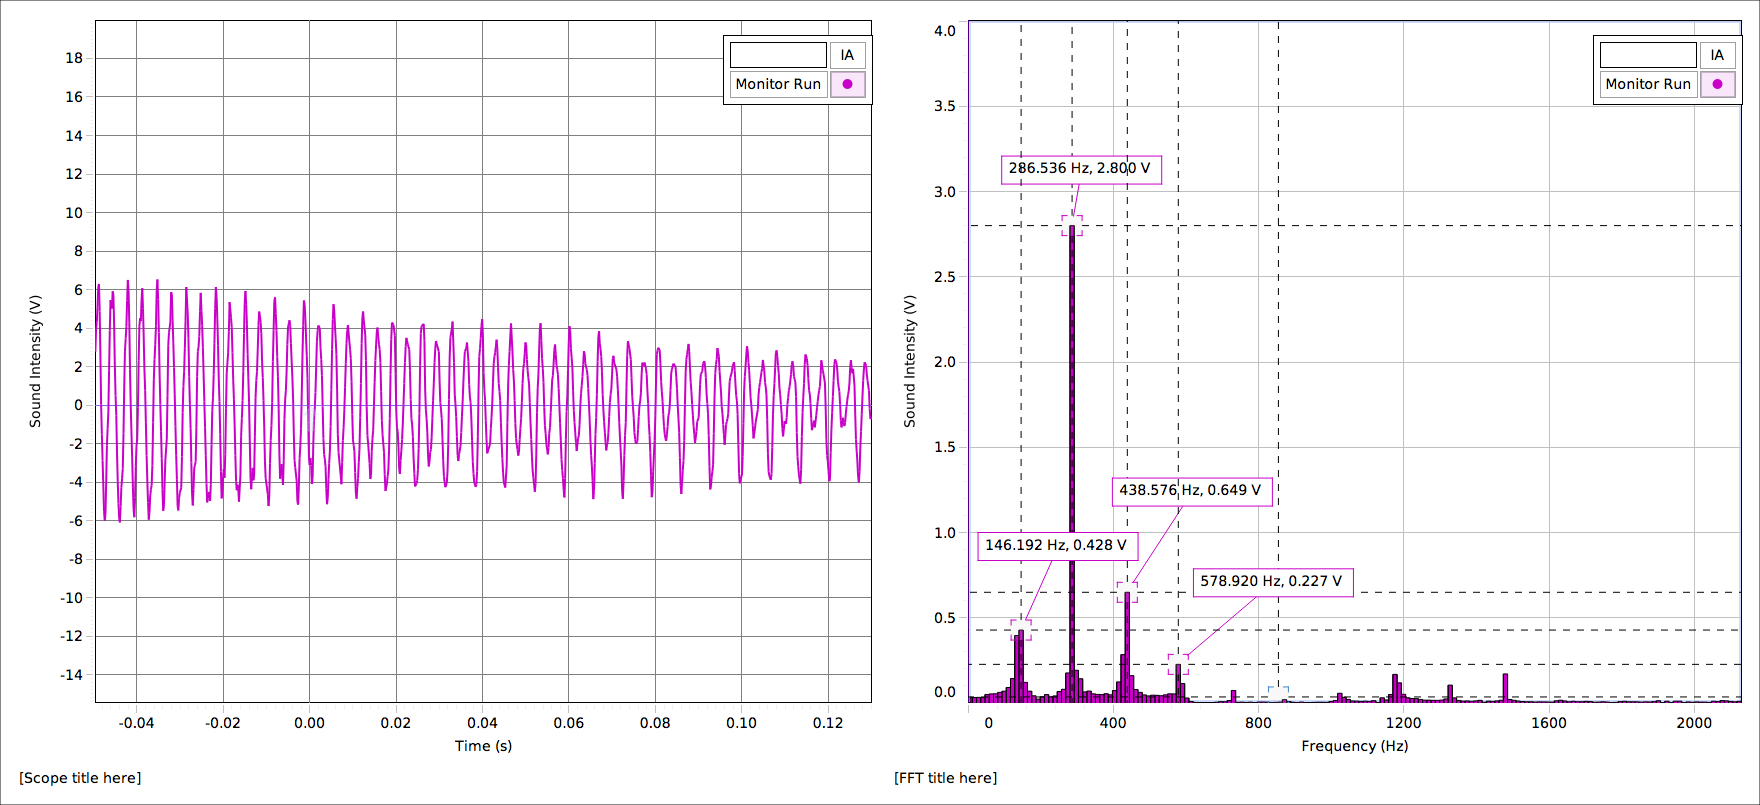 IA
Monitor Run
18
16
14
12
10
8
6
4
2
0
-2
-4
-6
-8
-10
-12
-14
Sound Intensity (V)
-0.04 -0.02 0.00 0.02 0.04 0.06 0.08 0.10 0.12
Time (s)
[Scope title here]
IA
Monitor Run
4.0
3.5
3.0
2.5
2.0
1.5
1.0
0.5
0.0
Sound Intensity (V)
286.536 Hz, 2.800 V
438.576 Hz, 0.649 V
146.192 Hz, 0.428 V
578.920 Hz, 0.227 V
0 400 800 1200 1600 2000
Frequency (Hz)
[FFT title here]